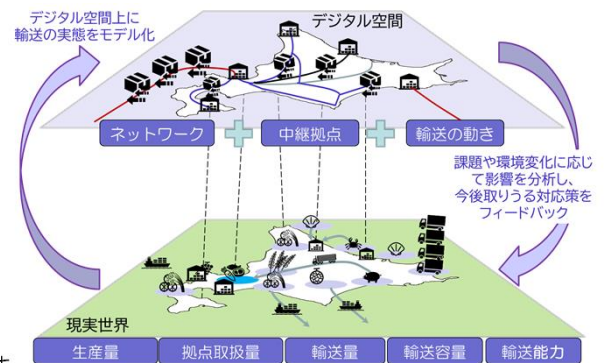 デジタル空間上に
輸送の実態をモデル化
デジタル空間
ネットワーク
中継拠点
輸送の動き
課題や環境変化に応じ
て影響を分析し、
今後取りうる対応策を
フィードバック
現実世界
生産量
拠点取扱量
輸送量
輸送容量
輸送能力